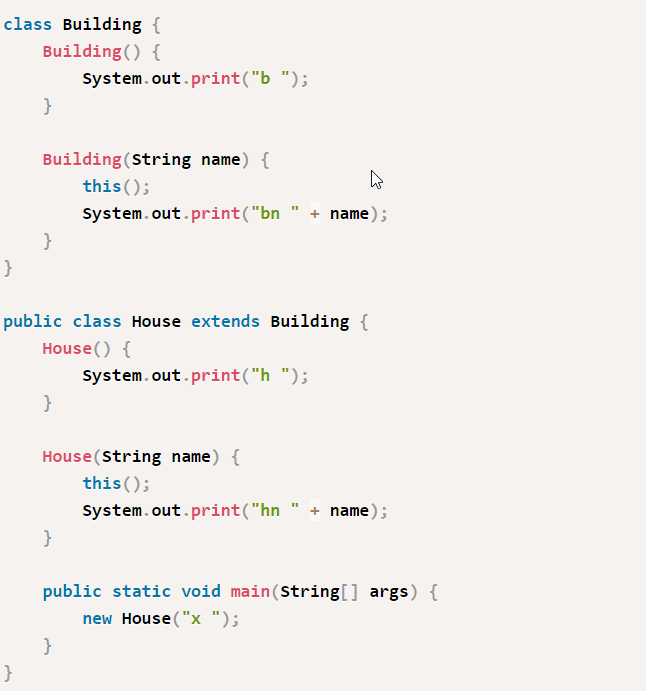 class Building {
    Building() {
        System.out.print("b ");
    }

    Building(String name) {
        this();
        System.out.print("bn " + name);
    }
}

public class House extends Building {
    House() {
        System.out.print("h ");
    }

    House(String name) {
        this();
        System.out.print("hn " + name);
    }

    public static void main(String[] args) {
        new House("x ");
    }
}